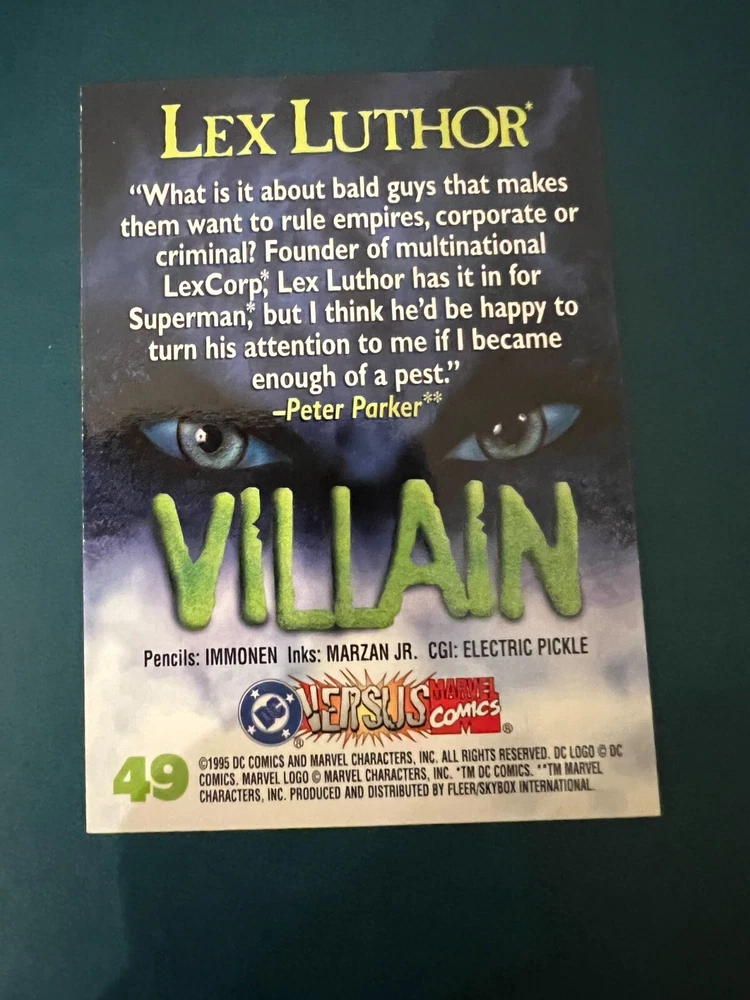 LEX LUTHOR*
“What is it about bald guys that makes
them want to rule empires, corporate or
criminal? Founder of multinational
LexCorp,* Lex Luthor has it in for
Superman,* but I think he’d be happy to
turn his attention to me if I became
enough of a pest.”
–Peter Parker**
VILLAIN
Pencils: IMMONEN Inks: MARZAN JR. CGI: ELECTRIC PICKLE
DC VERSUS MARVEL COMICS
® ®
49
©1995 DC COMICS AND MARVEL CHARACTERS, INC. ALL RIGHTS RESERVED. DC LOGO © DC
COMICS. MARVEL LOGO © MARVEL CHARACTERS, INC. *TM DC COMICS. **TM MARVEL
CHARACTERS, INC. PRODUCED AND DISTRIBUTED BY FLEER/SKYBOX INTERNATIONAL.